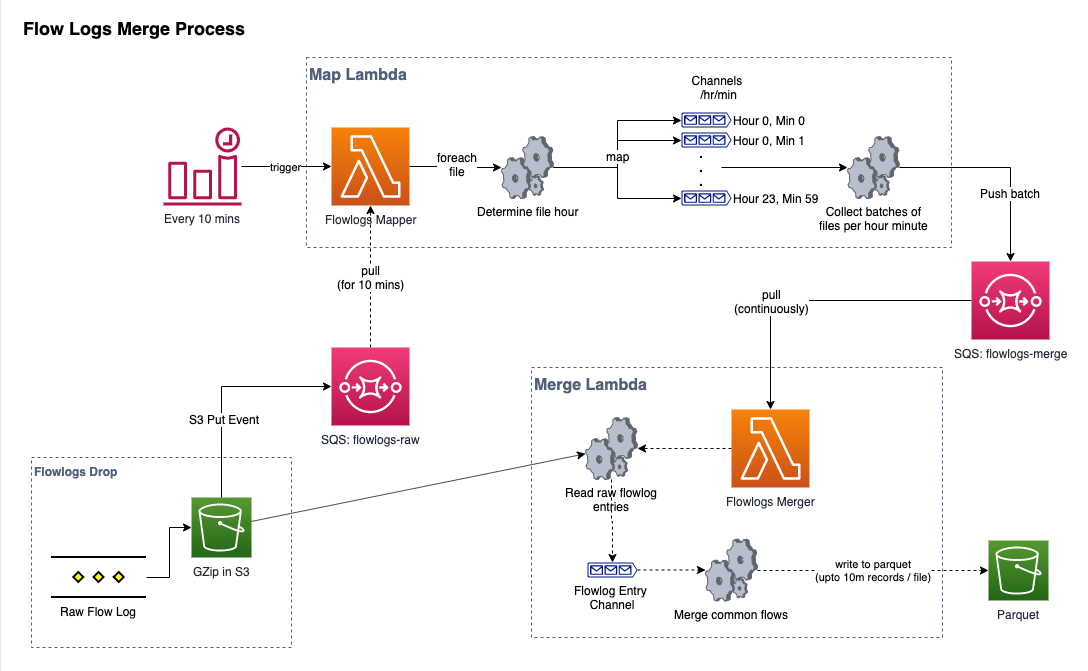 Flow Logs Merge Process
Map Lambda
Channels
/hr/min
Hour 0, Min 0
Hour 0, Min 1
.
.
.
Hour 23, Min 59
trigger
foreach
file
map
Every 10 mins
Flowlogs Mapper
Determine file hour
Collect batches of
files per hour minute
Push batch
pull
(for 10 mins)
pull
(continuously)
SQS: flowlogs-merge
Merge Lambda
S3 Put Event
SQS: flowlogs-raw
Flowlogs Drop
Read raw flowlog
entries
Flowlogs Merger
GZip in S3
Raw Flow Log
Flowlog Entry
Channel
Merge common flows
write to parquet
(upto 10m records / file)
Parquet